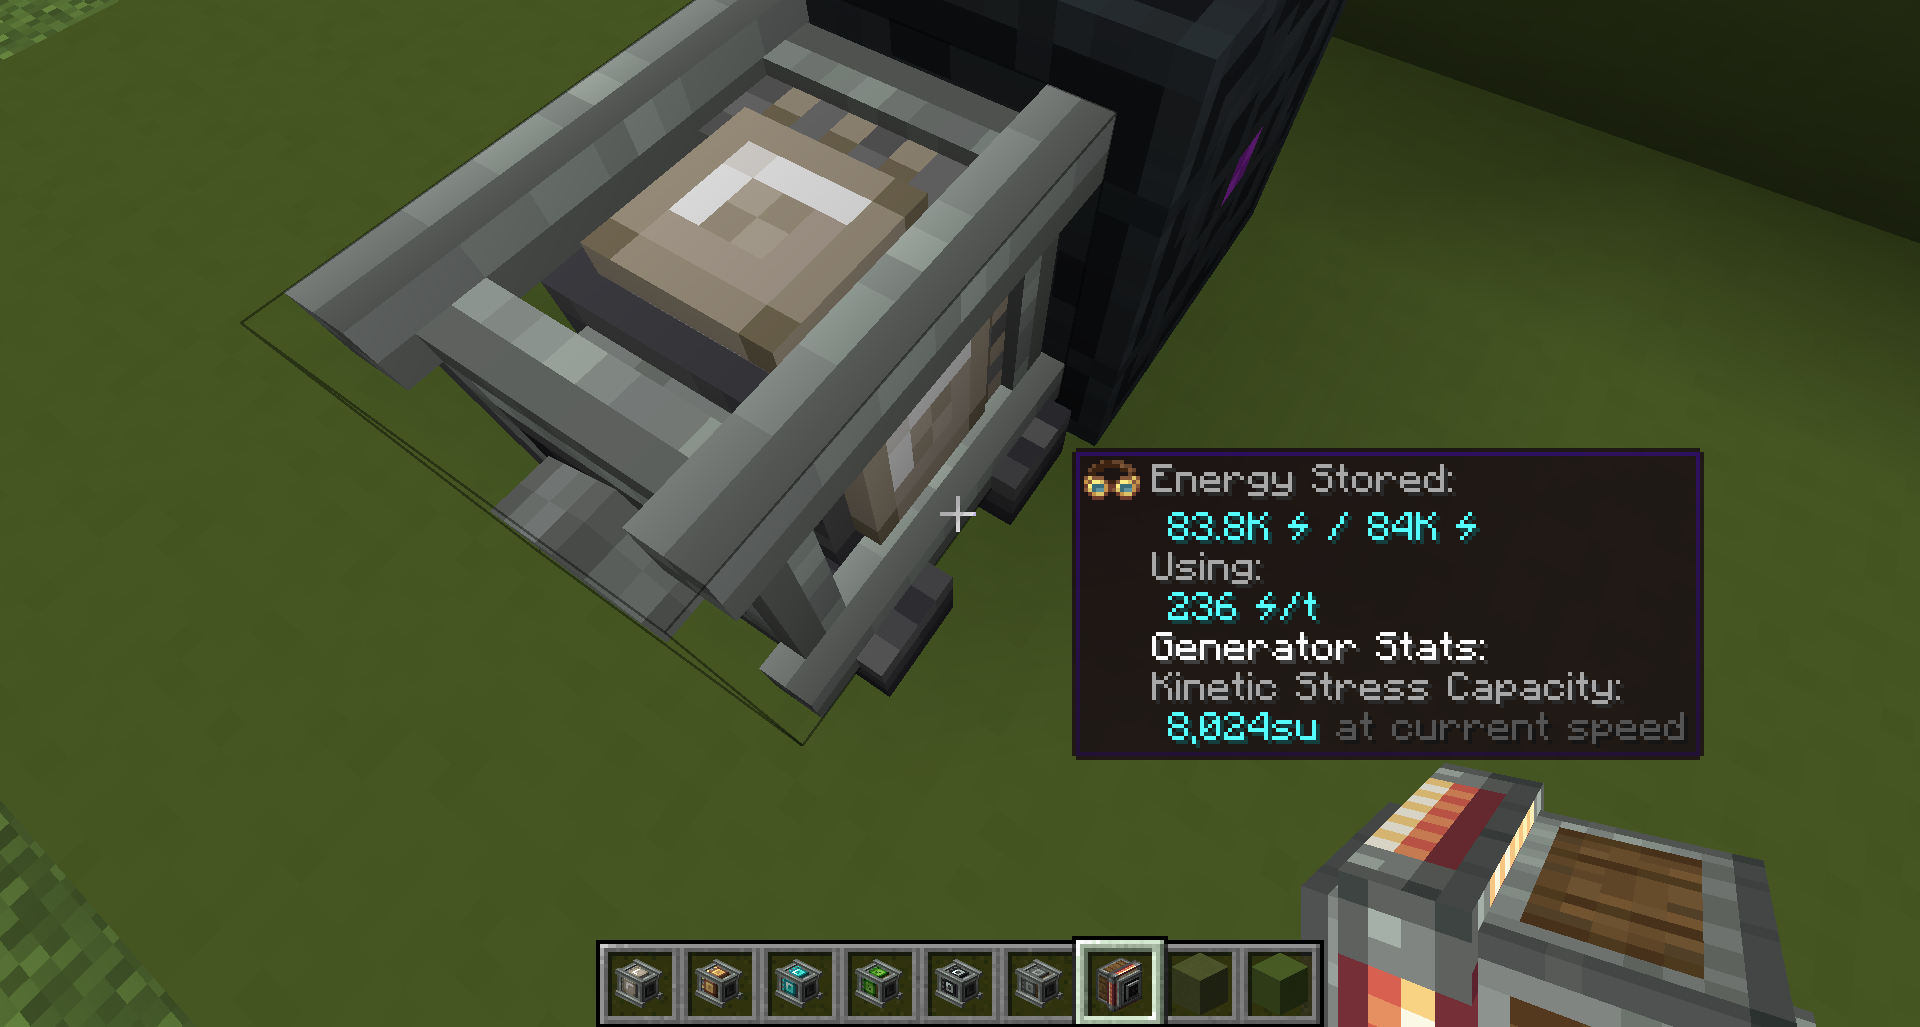 Energy Stored:
83.8K ⚡ / 84K ⚡
Using:
236 ⚡/t
Generator Stats:
Kinetic Stress Capacity:
8,024su at current speed